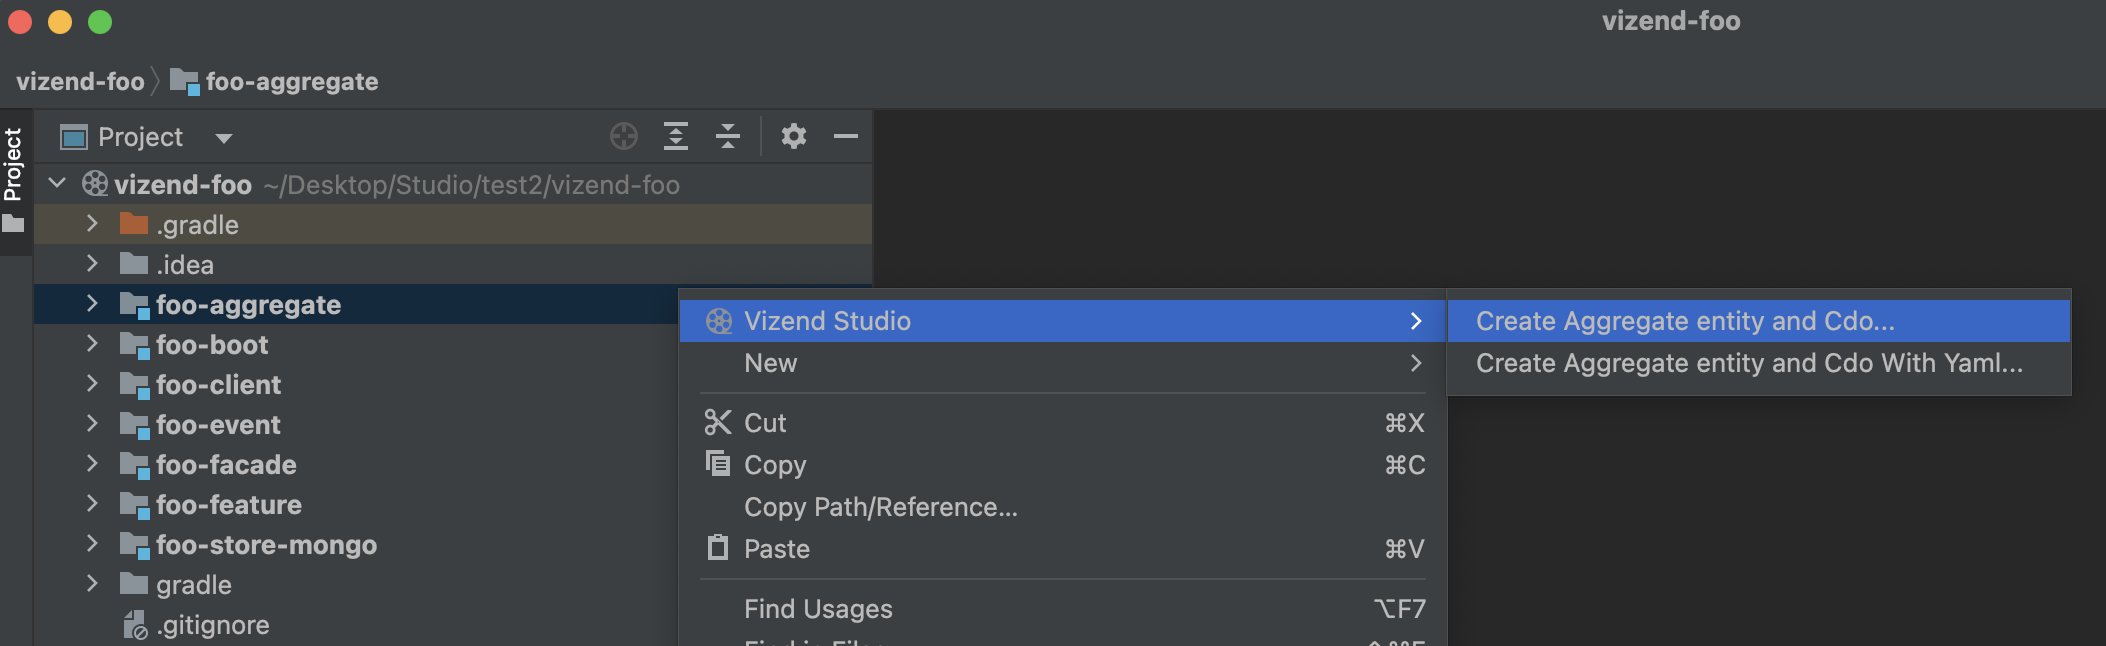 vizend-foo
vizend-foo foo-aggregate
Project
Project
vizend-foo ~/Desktop/Studio/test2/vizend-foo
.gradle
.idea
foo-aggregate
foo-boot
foo-client
foo-event
foo-facade
foo-feature
foo-store-mongo
gradle
.gitignore
Vizend Studio
New
Cut ⌘X
Copy ⌘C
Copy Path/Reference...
Paste ⌘V
Find Usages ⌥F7
Create Aggregate entity and Cdo...
Create Aggregate entity and Cdo With Yaml...